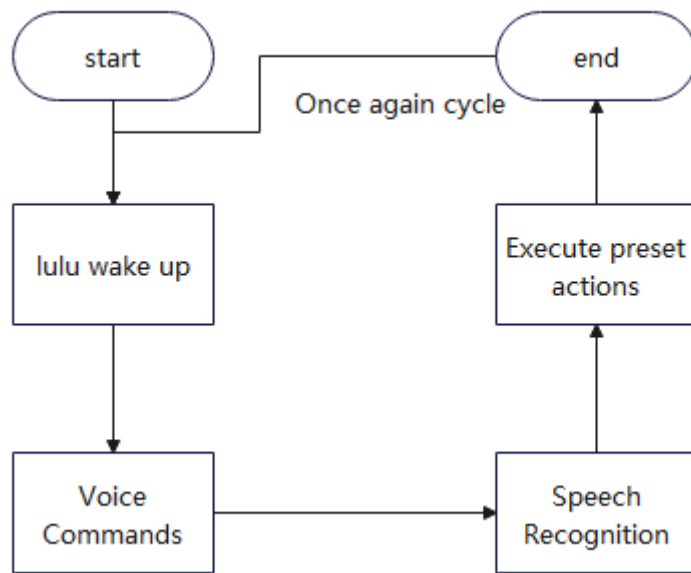 start
end
Once again cycle
lulu wake up
Execute preset
actions
Voice
Commands
Speech
Recognition